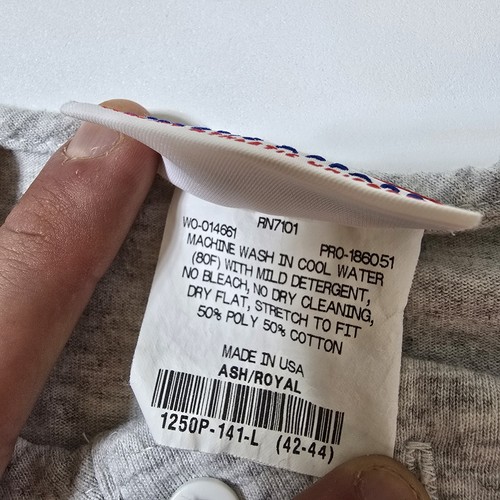 WO-014661 RN7101 PRO-186051
MACHINE WASH IN COOL WATER
(80F) WITH MILD DETERGENT,
NO BLEACH, NO DRY CLEANING,
DRY FLAT, STRETCH TO FIT
50% POLY 50% COTTON
MADE IN USA
ASH/ROYAL
1250P-141-L (42-44)